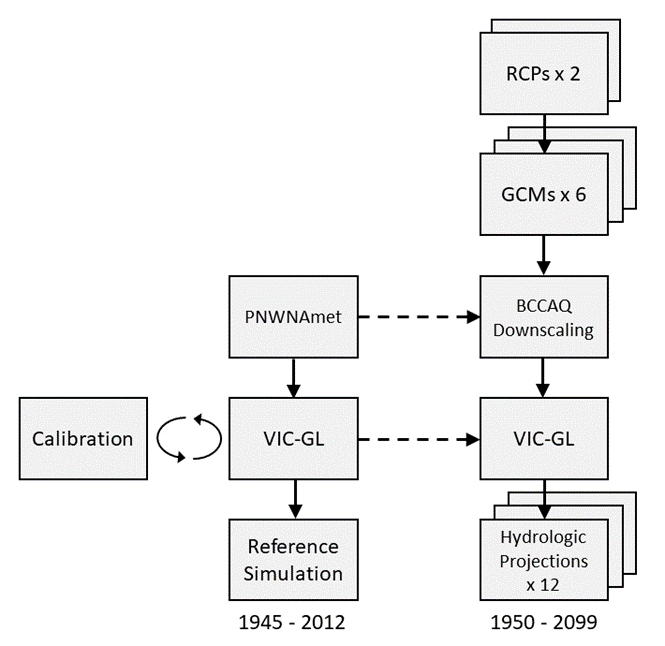 RCPs x 2
GCMs x 6
PNWNAmet
BCCAQ
Downscaling
Calibration
VIC-GL
VIC-GL
Reference
Simulation
Hydrologic
Projections
x 12
1945 - 2012
1950 - 2099